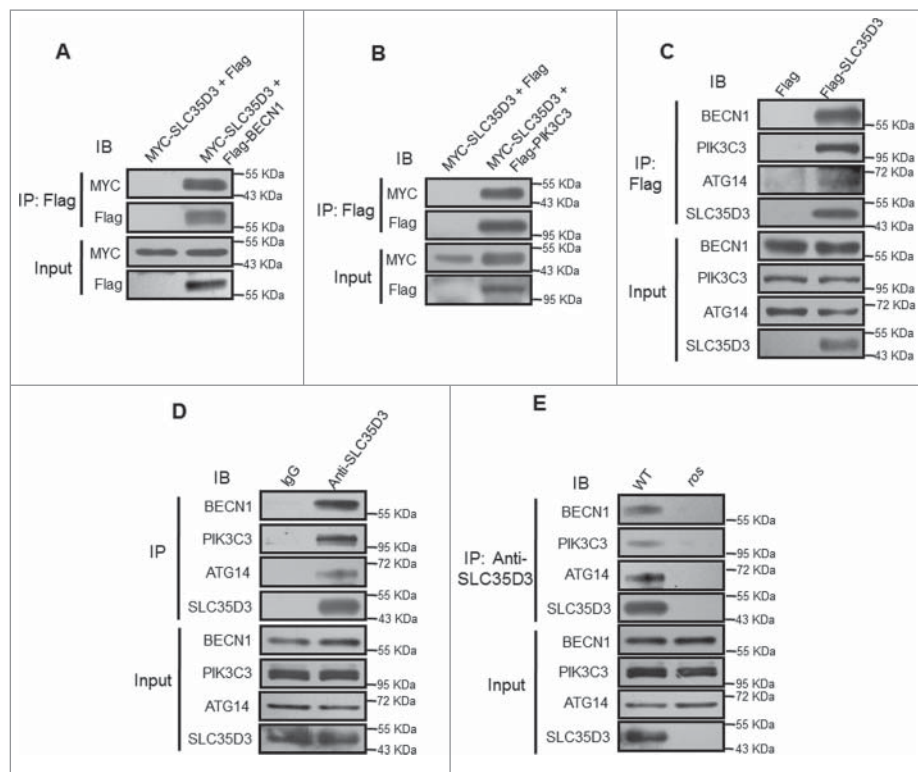 A
MYC-SLC35D3 + Flag
MYC-SLC35D3 +
Flag-BECN1
IB
IP: Flag
MYC
55 KDa
43 KDa
Flag
55 KDa
Input
MYC
55 KDa
43 KDa
Flag
55 KDa
B
MYC-SLC35D3 + Flag
MYC-SLC35D3 +
Flag-PIK3C3
IB
IP: Flag
MYC
55 KDa
43 KDa
Flag
95 KDa
Input
MYC
55 KDa
43 KDa
Flag
95 KDa
C
IB
Flag
Flag-SLC35D3
IP:
Flag
BECN1
55 KDa
PIK3C3
95 KDa
ATG14
72 KDa
SLC35D3
55 KDa
43 KDa
Input
BECN1
55 KDa
PIK3C3
95 KDa
ATG14
72 KDa
SLC35D3
55 KDa
43 KDa
D
IB
IgG
Anti-SLC35D3
IP
BECN1
55 KDa
PIK3C3
95 KDa
ATG14
72 KDa
SLC35D3
55 KDa
43 KDa
Input
BECN1
55 KDa
PIK3C3
95 KDa
ATG14
72 KDa
SLC35D3
55 KDa
43 KDa
E
IB
WT
ros
IP: Anti-
SLC35D3
BECN1
55 KDa
PIK3C3
95 KDa
ATG14
72 KDa
SLC35D3
55 KDa
43 KDa
Input
BECN1
55 KDa
PIK3C3
95 KDa
ATG14
72 KDa
SLC35D3
55 KDa
43 KDa